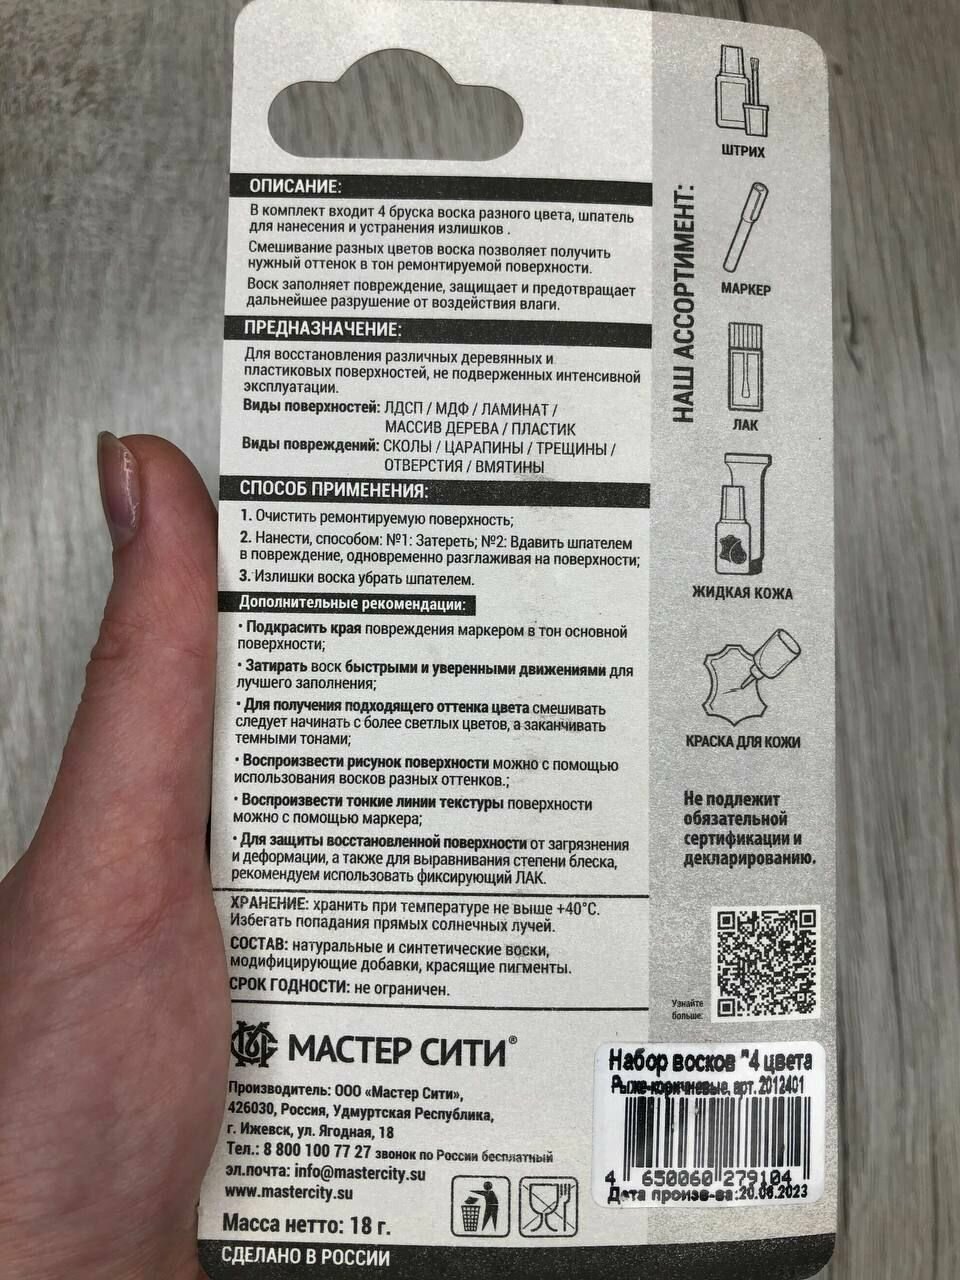 ОПИСАНИЕ:
В комплект входит 4 бруска воска разного цвета, шпатель
для нанесения и устранения излишков .
Смешивание разных цветов воска позволяет получить
нужный оттенок в тон ремонтируемой поверхности.
Воск заполняет повреждение, защищает и предотвращает
дальнейшее разрушение от воздействия влаги.
ПРЕДНАЗНАЧЕНИЕ:
Для восстановления различных деревянных и
пластиковых поверхностей, не подверженных интенсивной
эксплуатации.
Виды поверхностей: ЛДСП / МДФ / ЛАМИНАТ /
МАССИВ ДЕРЕВА / ПЛАСТИК
Виды повреждений: СКОЛЫ / ЦАРАПИНЫ / ТРЕЩИНЫ /
ОТВЕРСТИЯ / ВМЯТИНЫ
СПОСОБ ПРИМЕНЕНИЯ:
1. Очистить ремонтируемую поверхность;
2. Нанести, способом: №1: Затереть; №2: Вдавить шпателем
в повреждение, одновременно разглаживая на поверхности;
3. Излишки воска убрать шпателем.
Дополнительные рекомендации:
• Подкрасить края повреждения маркером в тон основной
поверхности;
• Затирать воск быстрыми и уверенными движениями для
лучшего заполнения;
• Для получения подходящего оттенка цвета смешивать
следует начинать с более светлых цветов, а заканчивать
темными тонами;
• Воспроизвести рисунок поверхности можно с помощью
использования восков разных оттенков.;
• Воспроизвести тонкие линии текстуры поверхности
можно с помощью маркера;
• Для защиты восстановленной поверхности от загрязнения
и деформации, а также для выравнивания степени блеска,
рекомендуем использовать фиксирующий ЛАК.
ХРАНЕНИЕ: хранить при температуре не выше +40°С.
Избегать попадания прямых солнечных лучей.
СОСТАВ: натуральные и синтетические воски,
модифицирующие добавки, красящие пигменты.
СРОК ГОДНОСТИ: не ограничен.
МАСТЕР СИТИ®
Производитель: ООО «Мастер Сити»,
426030, Россия, Удмуртская Республика,
г. Ижевск, ул. Ягодная, 18
Тел.: 8 800 100 77 27 звонок по России бесплатный
эл.почта: info@mastercity.su
www.mastercity.su
Масса нетто: 18 г.
СДЕЛАНО В РОССИИ
НАШ АССОРТИМЕНТ:
ШТРИХ
МАРКЕР
ЛАК
ЖИДКАЯ КОЖА
КРАСКА ДЛЯ КОЖИ
Не подлежит
обязательной
сертификации и
декларированию.
Узнайте
больше:
Набор восков "4 цвета
Рыже-коричневые, арт. 2012401
4 650060 279104
Дата произв-ва:20.06.2023